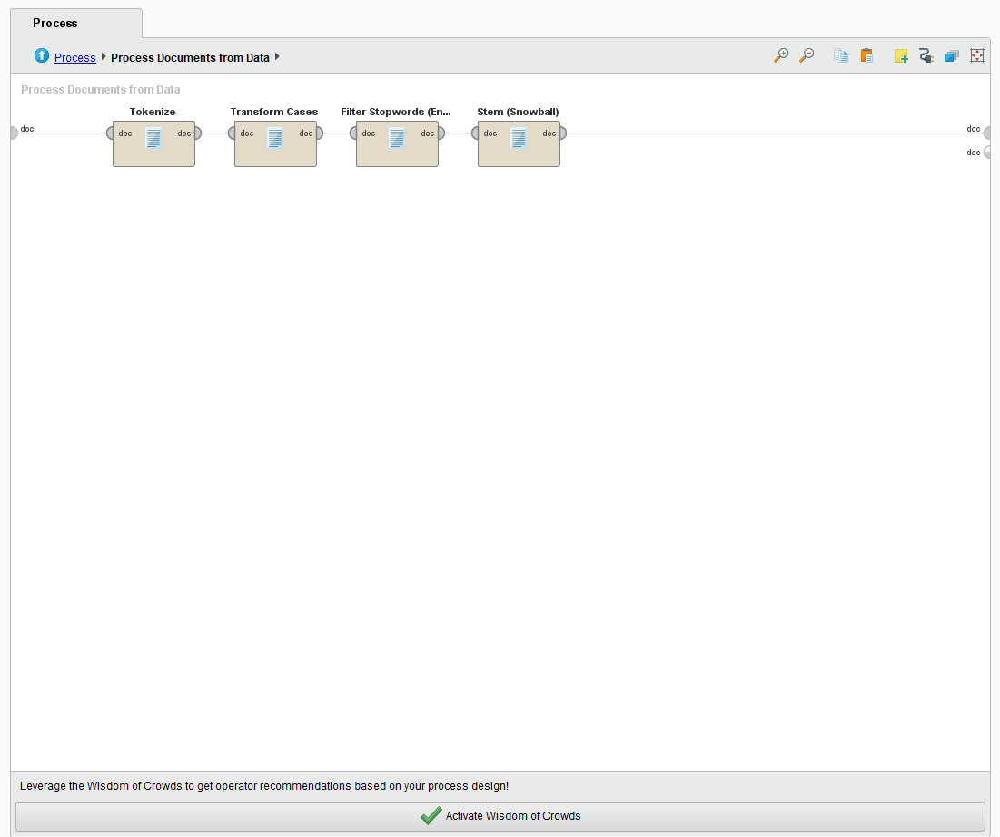 Process
Process Process Documents from Data
Process Documents from Data
Tokenize Transform Cases Filter Stopwords (En... Stem (Snowball)
doc doc doc doc doc doc doc doc doc doc
doc
Leverage the Wisdom of Crowds to get operator recommendations based on your process design!
Activate Wisdom of Crowds